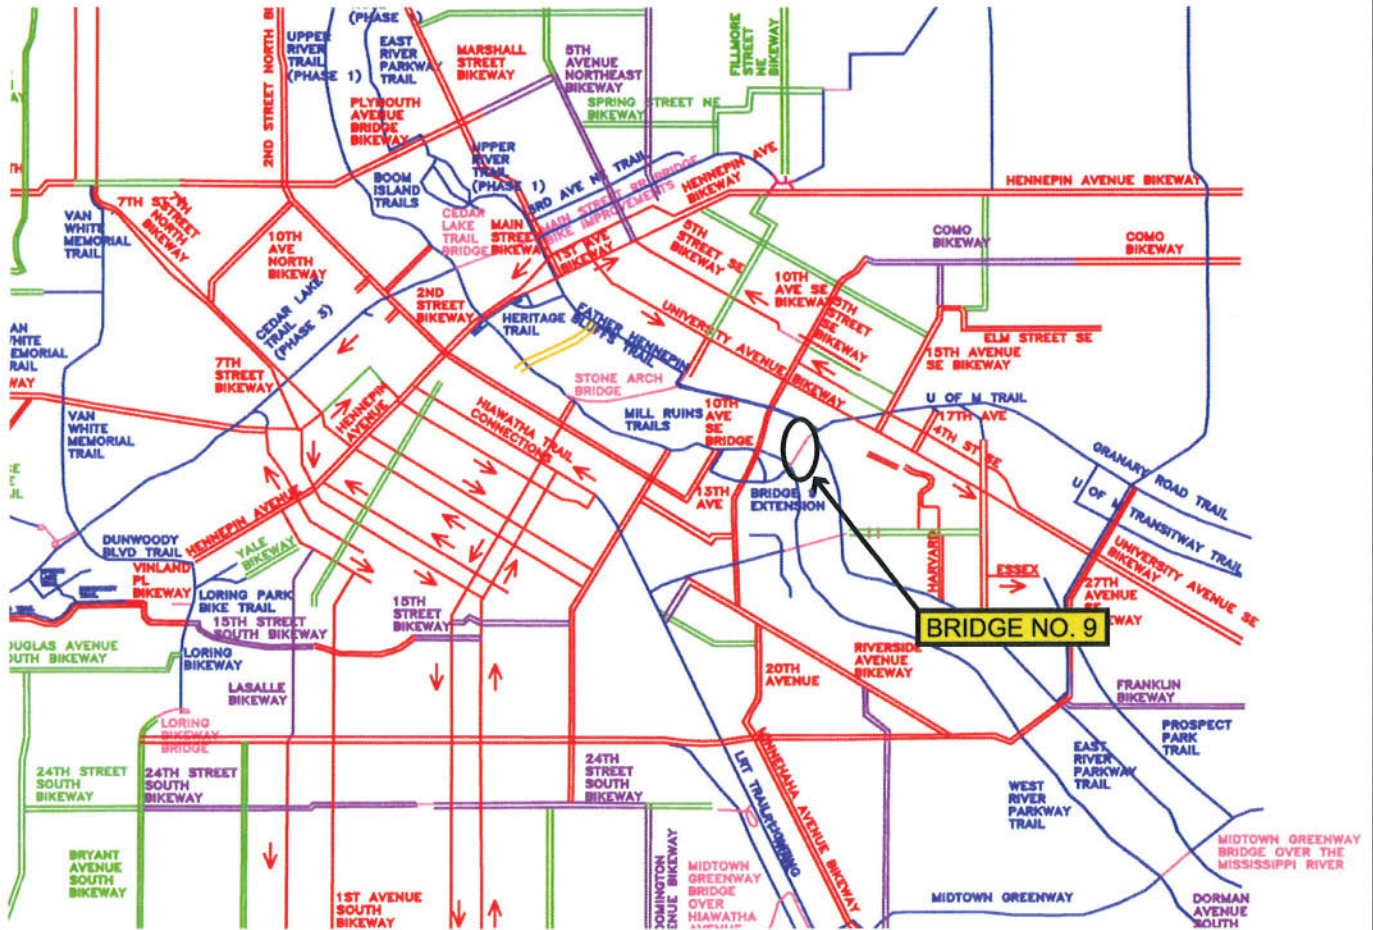 (PHASE 1)
UPPER
RIVER
TRAIL
(PHASE 1)
EAST
RIVER
PARKWAY
TRAIL
MARSHALL
STREET
BIKEWAY
5TH
AVENUE
NORTHEAST
BIKEWAY
FILLMORE
STREET
NE
BIKEWAY
2ND STREET NORTH
PLYMOUTH
AVENUE
BRIDGE
BIKEWAY
SPRING STREET NE
BIKEWAY
UPPER
RIVER
TRAIL
(PHASE 1)
BOOM
ISLAND
TRAILS
3RD AVE NE TRAIL
MAIN STREET RR BRIDGE
BIKE IMPROVEMENTS
HENNEPIN AVE
BIKEWAY
HENNEPIN AVENUE BIKEWAY
VAN
WHITE
MEMORIAL
TRAIL
7TH ST
7TH
STREET
NORTH
BIKEWAY
10TH
AVE
NORTH
BIKEWAY
CEDAR
LAKE
TRAIL
BRIDGE
MAIN
STREET
BIKEWAY
1ST AVE
BIKEWAY
5TH
STREET SE
BIKEWAY
COMO
BIKEWAY
COMO
BIKEWAY
CEDAR LAKE
TRAIL
(PHASE 3)
2ND
STREET
BIKEWAY
HERITAGE
TRAIL
FATHER HENNEPIN
BLUFFS TRAIL
UNIVERSITY AVENUE BIKEWAY
10TH
AVE SE
BIKEWAY
5TH
STREET
SE
BIKEWAY
ELM STREET SE
15TH AVENUE
SE BIKEWAY
7TH
STREET
BIKEWAY
HENNEPIN
AVENUE
HIAWATHA TRAIL
CONNECTIONS
STONE ARCH
BRIDGE
MILL RUINS
TRAILS
10TH
AVE
SE
BRIDGE
U OF M TRAIL
17TH AVE
4TH ST SE
VAN
WHITE
MEMORIAL
TRAIL
GRANARY ROAD TRAIL
U OF M TRANSITWAY TRAIL
13TH
AVE
BRIDGE 9
EXTENSION
DUNWOODY
BLVD TRAIL
HENNEPIN AVENUE
YALE
BIKEWAY
VINLAND
PL
BIKEWAY
LORING PARK
BIKE TRAIL
15TH STREET
SOUTH BIKEWAY
15TH
STREET
BIKEWAY
HARVARD
ESSEX
UNIVERSITY AVENUE SE
BIKEWAY
27TH
AVENUE
SE
BRIDGE NO. 9
LORING
BIKEWAY
LASALLE
BIKEWAY
20TH
AVENUE
RIVERSIDE
AVENUE
BIKEWAY
FRANKLIN
BIKEWAY
LORING
BIKEWAY
BRIDGE
PROSPECT
PARK
TRAIL
EAST
RIVER
PARKWAY
TRAIL
WEST
RIVER
PARKWAY
TRAIL
24TH STREET
SOUTH
BIKEWAY
24TH STREET
SOUTH
BIKEWAY
24TH
STREET
SOUTH
BIKEWAY
MINNEHAHA AVENUE BIKEWAY
LRT TRAIL
BRYANT
AVENUE
SOUTH
BIKEWAY
1ST AVENUE
SOUTH
BIKEWAY
MIDTOWN
GREENWAY
BRIDGE
OVER
HIAWATHA
AVENUE
MIDTOWN GREENWAY
MIDTOWN GREENWAY
BRIDGE OVER THE
MISSISSIPPI RIVER
DORMAN
AVENUE
SOUTH